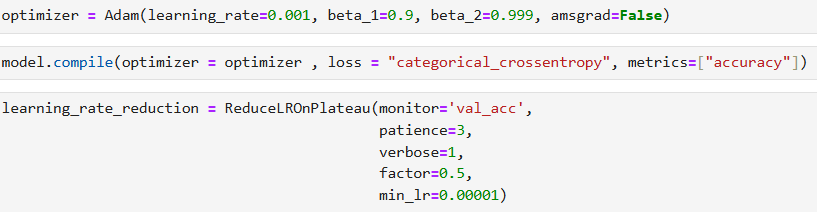 optimizer = Adam(learning_rate=0.001, beta_1=0.9, beta_2=0.999, amsgrad=False)
model.compile(optimizer = optimizer , loss = "categorical_crossentropy", metrics=["accuracy"])
learning_rate_reduction = ReduceLROnPlateau(monitor='val_acc',
                                            patience=3,
                                            verbose=1,
                                            factor=0.5,
                                            min_lr=0.00001)